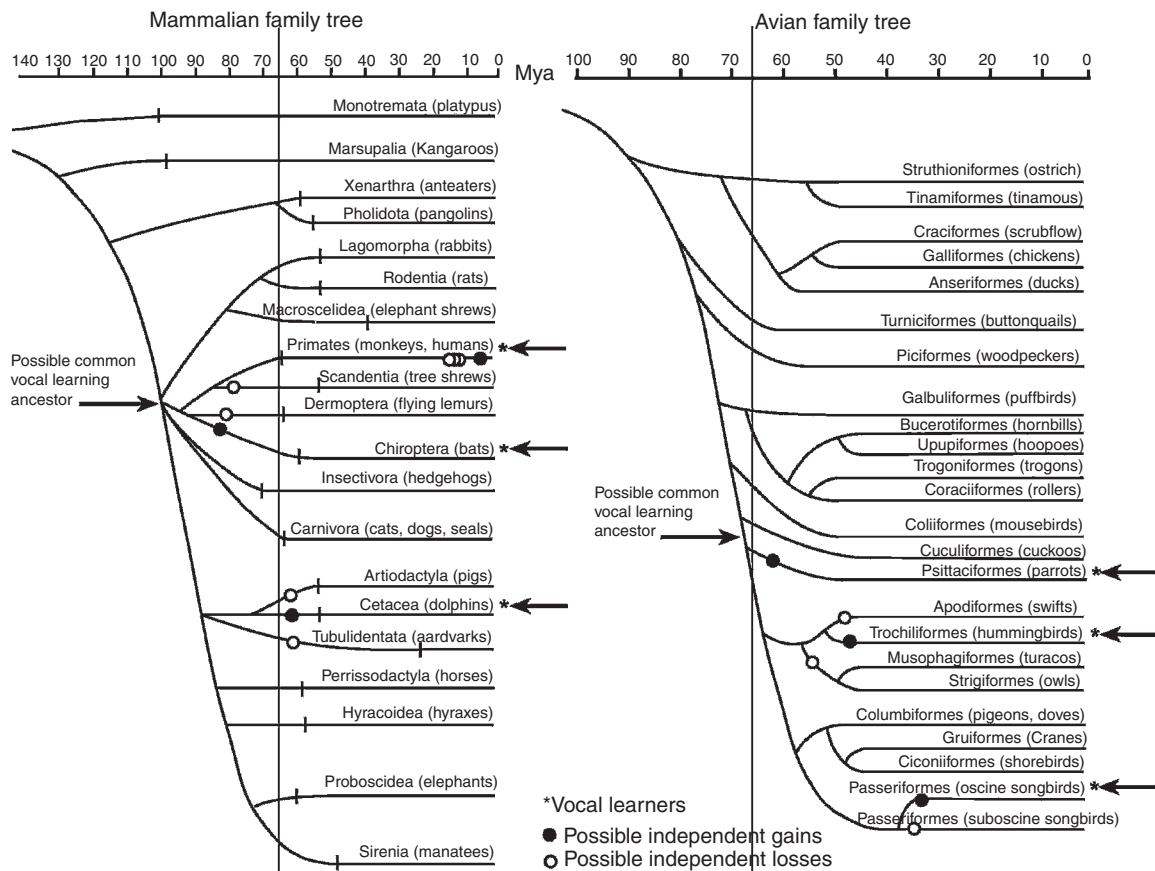 Mammalian family tree
140 130 120 110 100 90 80 70 60 50 40 30 20 10 0
Monotremata (platypus)
Marsupalia (Kangaroos)
Xenarthra (anteaters)
Pholidota (pangolins)
Lagomorpha (rabbits)
Rodentia (rats)
Macroscelidea (elephant shrews)
Primates (monkeys, humans) *
Possible common
vocal learning
ancestor
Scandentia (tree shrews)
Dermoptera (flying lemurs)
Chiroptera (bats) *
Insectivora (hedgehogs)
Carnivora (cats, dogs, seals)
Artiodactyla (pigs)
Cetacea (dolphins) *
Tubulidentata (aardvarks)
Perrissodactyla (horses)
Hyracoidea (hyraxes)
Proboscidea (elephants)
Sirenia (manatees)
Mya
Avian family tree
100 90 80 70 60 50 40 30 20 10 0
Struthioniformes (ostrich)
Tinamiformes (tinamous)
Craciformes (scrubflow)
Galliformes (chickens)
Anseriformes (ducks)
Turniciformes (buttonquails)
Piciformes (woodpeckers)
Galbuliformes (puffbirds)
Bucerotiformes (hornbills)
Upupiformes (hoopoes)
Trogoniformes (trogons)
Coraciiformes (rollers)
Possible common
vocal learning
ancestor
Coliiformes (mousebirds)
Cuculiformes (cuckoos)
Psittaciformes (parrots) *
Apodiformes (swifts)
Trochiliformes (hummingbirds) *
Musophagiformes (turacos)
Strigiformes (owls)
Columbiformes (pigeons, doves)
Gruiformes (Cranes)
Ciconiiformes (shorebirds)
Passeriformes (oscine songbirds) *
Passeriformes (suboscine songbirds)
*Vocal learners
Possible independent gains
Possible independent losses